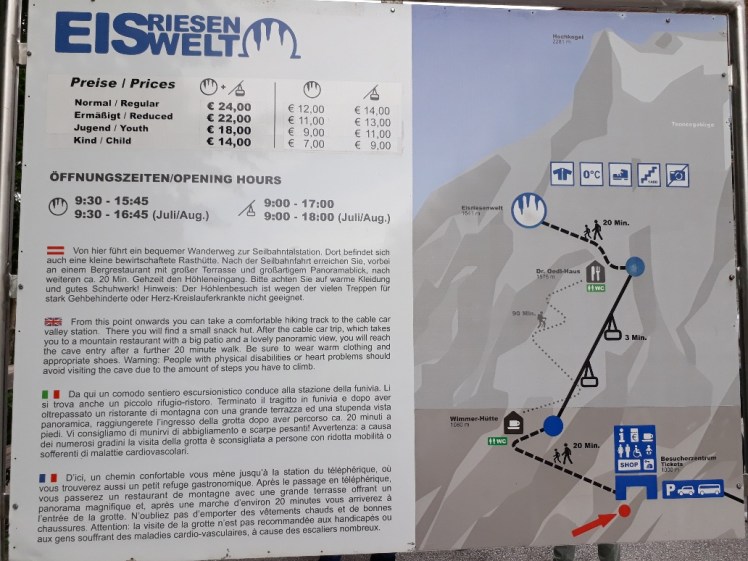 EIS RIESEN
WELT
Preise / Prices
Normal / Regular € 24,00 € 12,00 € 14,00
Ermäßigt / Reduced € 22,00 € 11,00 € 13,00
Jugend / Youth € 18,00 € 9,00 € 11,00
Kind / Child € 14,00 € 7,00 € 9,00
ÖFFNUNGSZEITEN/OPENING HOURS
9:30 - 15:45
9:30 - 16:45 (Juli/Aug.)
9:00 - 17:00
9:00 - 18:00 (Juli/Aug.)
Von hier führt ein bequemer Wanderweg zur Seilbahntalstation. Dort befindet sich
auch eine kleine bewirtschaftete Rasthütte. Nach der Seilbahnfahrt erreichen Sie, vorbei
an einem Bergrestaurant mit großer Terrasse und großartigem Panoramablick, nach
weiteren ca. 20 Min. Gehzeit den Höhleneingang. Bitte achten Sie auf warme Kleidung
und gutes Schuhwerk! Hinweis: Der Höhlenbesuch ist wegen der vielen Treppen für
stark Gehbehinderte oder Herz-Kreislauferkrankte nicht geeignet.
From this point onwards you can take a comfortable hiking track to the cable car
valley station. There you will find a small snack hut. After the cable car trip, which takes
you to a mountain restaurant with a big patio and a lovely panoramic view, you will reach
the cave entry after a further 20 minute walk. Be sure to wear warm clothing and
appropriate shoes. Warning: People with physical disabilities or heart problems should
avoid visiting the cave due to the amount of steps you have to climb.
Da qui un comodo sentiero escursionistico conduce alla stazione della funivia. Li
si trova anche un piccolo rifugio-ristoro. Terminato il tragitto in funivia e dopo aver
oltrepassato un ristorante di montagna con una grande terrazza ed una stupenda vista
panoramica, raggiungerete l'ingresso della grotta dopo aver percorso ca. 20 minuti a
piedi. Vi consigliamo di munirvi di abbigliamento e scarpe pesanti! Avvertenza: a causa
dei numerosi gradini la visita della grotta è sconsigliata a persone con ridotta mobilità o
sofferenti di malattie cardiovascolari.
D'ici, un chemin confortable vous mène jusqu'à la station du téléphérique, où
vous trouverez aussi un petit refuge gastronomique. Après le passage en téléphérique,
vous passerez un restaurant de montagne avec une grande terrasse offrant un
panorama magnifique et, après une marche d'environ 20 minutes vous arriverez à
l'entrée de la grotte. N'oubliez pas d'emporter des vêtements chauds et de bonnes
chaussures. Attention: la visite de la grotte n'est pas recommandée aux handicapés ou
aux gens souffrant des maladies cardio-vasculaires, à cause des escaliers nombreux.
Hochkogel
2281 m
Tennengebirge
0°C
Eisriesenwelt
20 Min.
Dr. Oedl-Haus
1575 m
WC
90 Min.
3 Min.
Wimmer-Hütte
1080 m
WC
20 Min.
i €
SHOP
Besucherzentrum
Tickets
1000 m
P